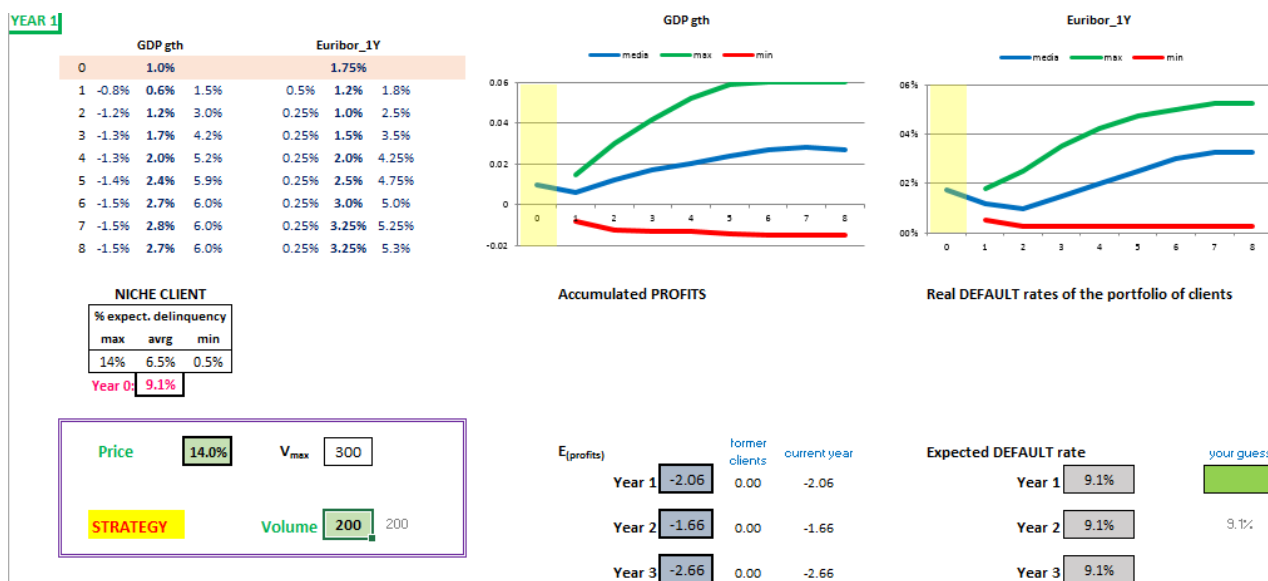 YEAR 1
GDP gth Euribor_1Y
0 1.0% 1.75%
1 -0.8% 0.6% 1.5% 0.5% 1.2% 1.8%
2 -1.2% 1.2% 3.0% 0.25% 1.0% 2.5%
3 -1.3% 1.7% 4.2% 0.25% 1.5% 3.5%
4 -1.3% 2.0% 5.2% 0.25% 2.0% 4.25%
5 -1.4% 2.4% 5.9% 0.25% 2.5% 4.75%
6 -1.5% 2.7% 6.0% 0.25% 3.0% 5.0%
7 -1.5% 2.8% 6.0% 0.25% 3.25% 5.25%
8 -1.5% 2.7% 6.0% 0.25% 3.25% 5.3%
GDP gth
media max min
0.06
0.04
0.02
0
-0.02
0 1 2 3 4 5 6 7 8
Euribor_1Y
media max min
06%
04%
02%
00%
0 1 2 3 4 5 6 7 8
NICHE CLIENT
% expect. delinquency
max avrg min
14% 6.5% 0.5%
Year 0: 9.1%
Accumulated PROFITS
Real DEFAULT rates of the portfolio of clients
Price 14.0% Vmax 300
STRATEGY Volume 200 200
E(profits) former clients current year
Year 1 -2.06 0.00 -2.06
Year 2 -1.66 0.00 -1.66
Year 3 -2.66 0.00 -2.66
Expected DEFAULT rate your guess
Year 1 9.1%
Year 2 9.1% 9.1%
Year 3 9.1%